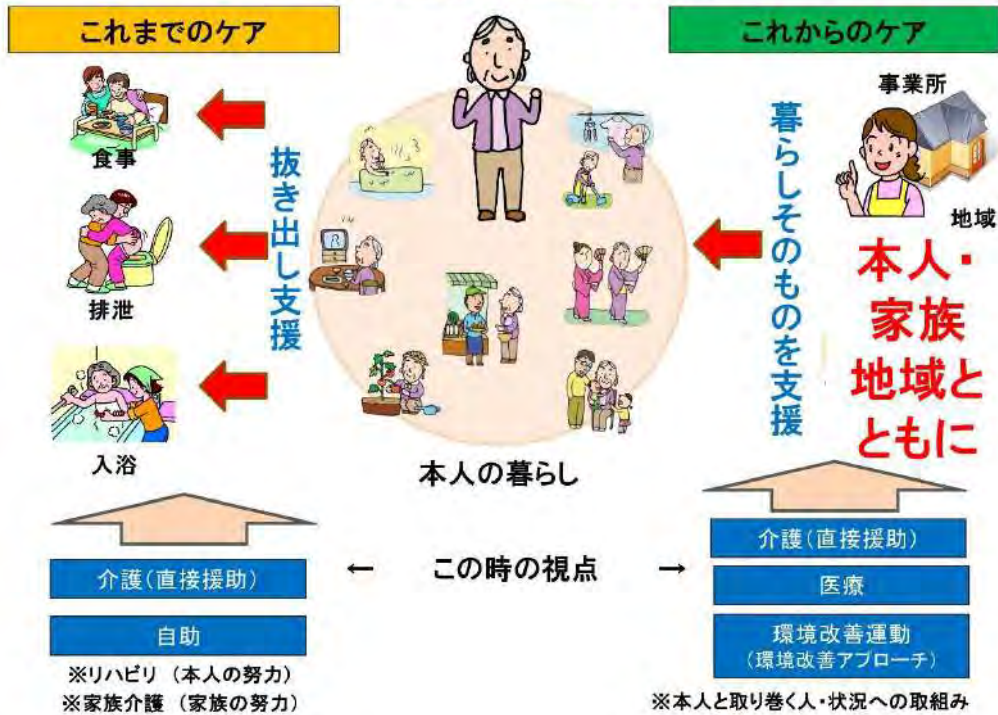 これまでのケア
これからのケア
食事
排泄
入浴
抜き出し支援
本人の暮らし
暮らしそのものを支援
事業所
地域
本人・
家族
地域と
ともに
← この時の視点 →
介護(直接援助)
自助
※リハビリ (本人の努力)
※家族介護 (家族の努力)
介護(直接援助)
医療
環境改善運動
(環境改善アプローチ)
※本人と取り巻く人・状況への取組み